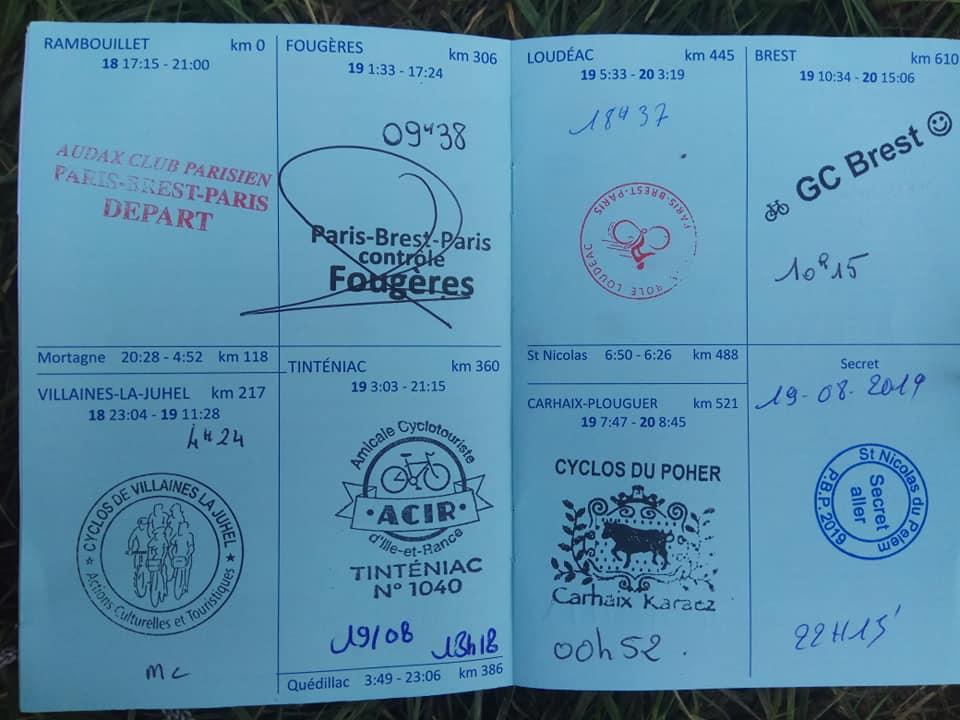 RAMBOUILLET km 0
18 17:15 - 21:00
AUDAX CLUB PARISIEN
PARIS-BREST-PARIS
DEPART
Mortagne 20:28 - 4:52 km 118
VILLAINES-LA-JUHEL km 217
18 23:04 - 19 11:28
4H24
CYCLOS DE VILLAINES LA JUHEL
Actions Culturelles et Touristiques
MC
FOUGÈRES km 306
19 1:33 - 17:24
09H38
Paris-Brest-Paris
contrôle
Fougères
TINTÉNIAC km 360
19 3:03 - 21:15
Amicale Cyclotouriste
ACIR
d'Ile-et-Rance
TINTÉNIAC
N° 1040
19/08 13h18
Quédillac 3:49 - 23:06 km 386
LOUDÉAC km 445
19 5:33 - 20 3:19
18H37
PARIS-BREST-PARIS
ROLE LOUDEAC
St Nicolas 6:50 - 6:26 km 488
CARHAIX-PLOUGUER km 521
19 7:47 - 20 8:45
CYCLOS DU POHER
Carhaix Karaez
00h52.
BREST km 610
19 10:34 - 20 15:06
GC Brest
10h15
Secret
19-08-2019
St Nicolas du Pelem
Secret
aller
P.B.P. 2019
22H15'